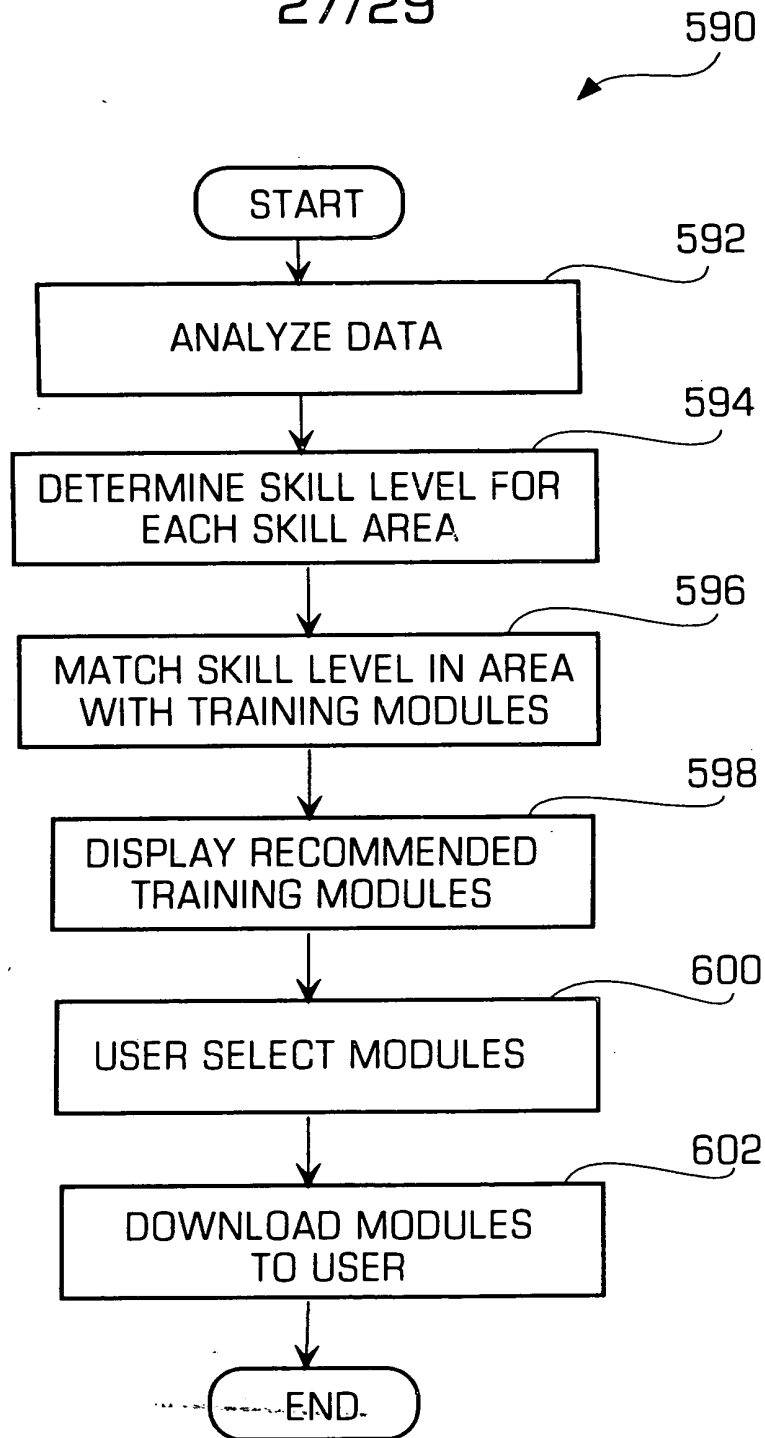 27/29
590
START
592
ANALYZE DATA
594
DETERMINE SKILL LEVEL FOR
EACH SKILL AREA
596
MATCH SKILL LEVEL IN AREA
WITH TRAINING MODULES
598
DISPLAY RECOMMENDED
TRAINING MODULES
600
USER SELECT MODULES
602
DOWNLOAD MODULES
TO USER
END